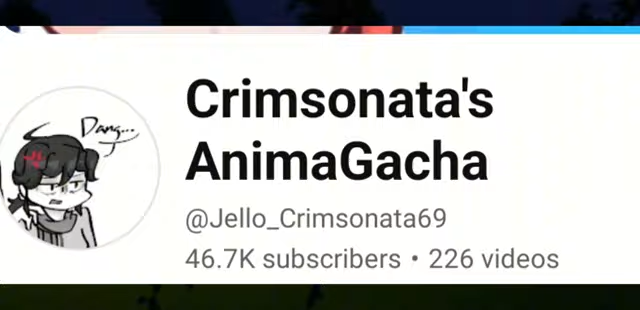 Dang...
Crimsonata's
AnimaGacha
@Jello_Crimsonata69
46.7K subscribers • 226 videos